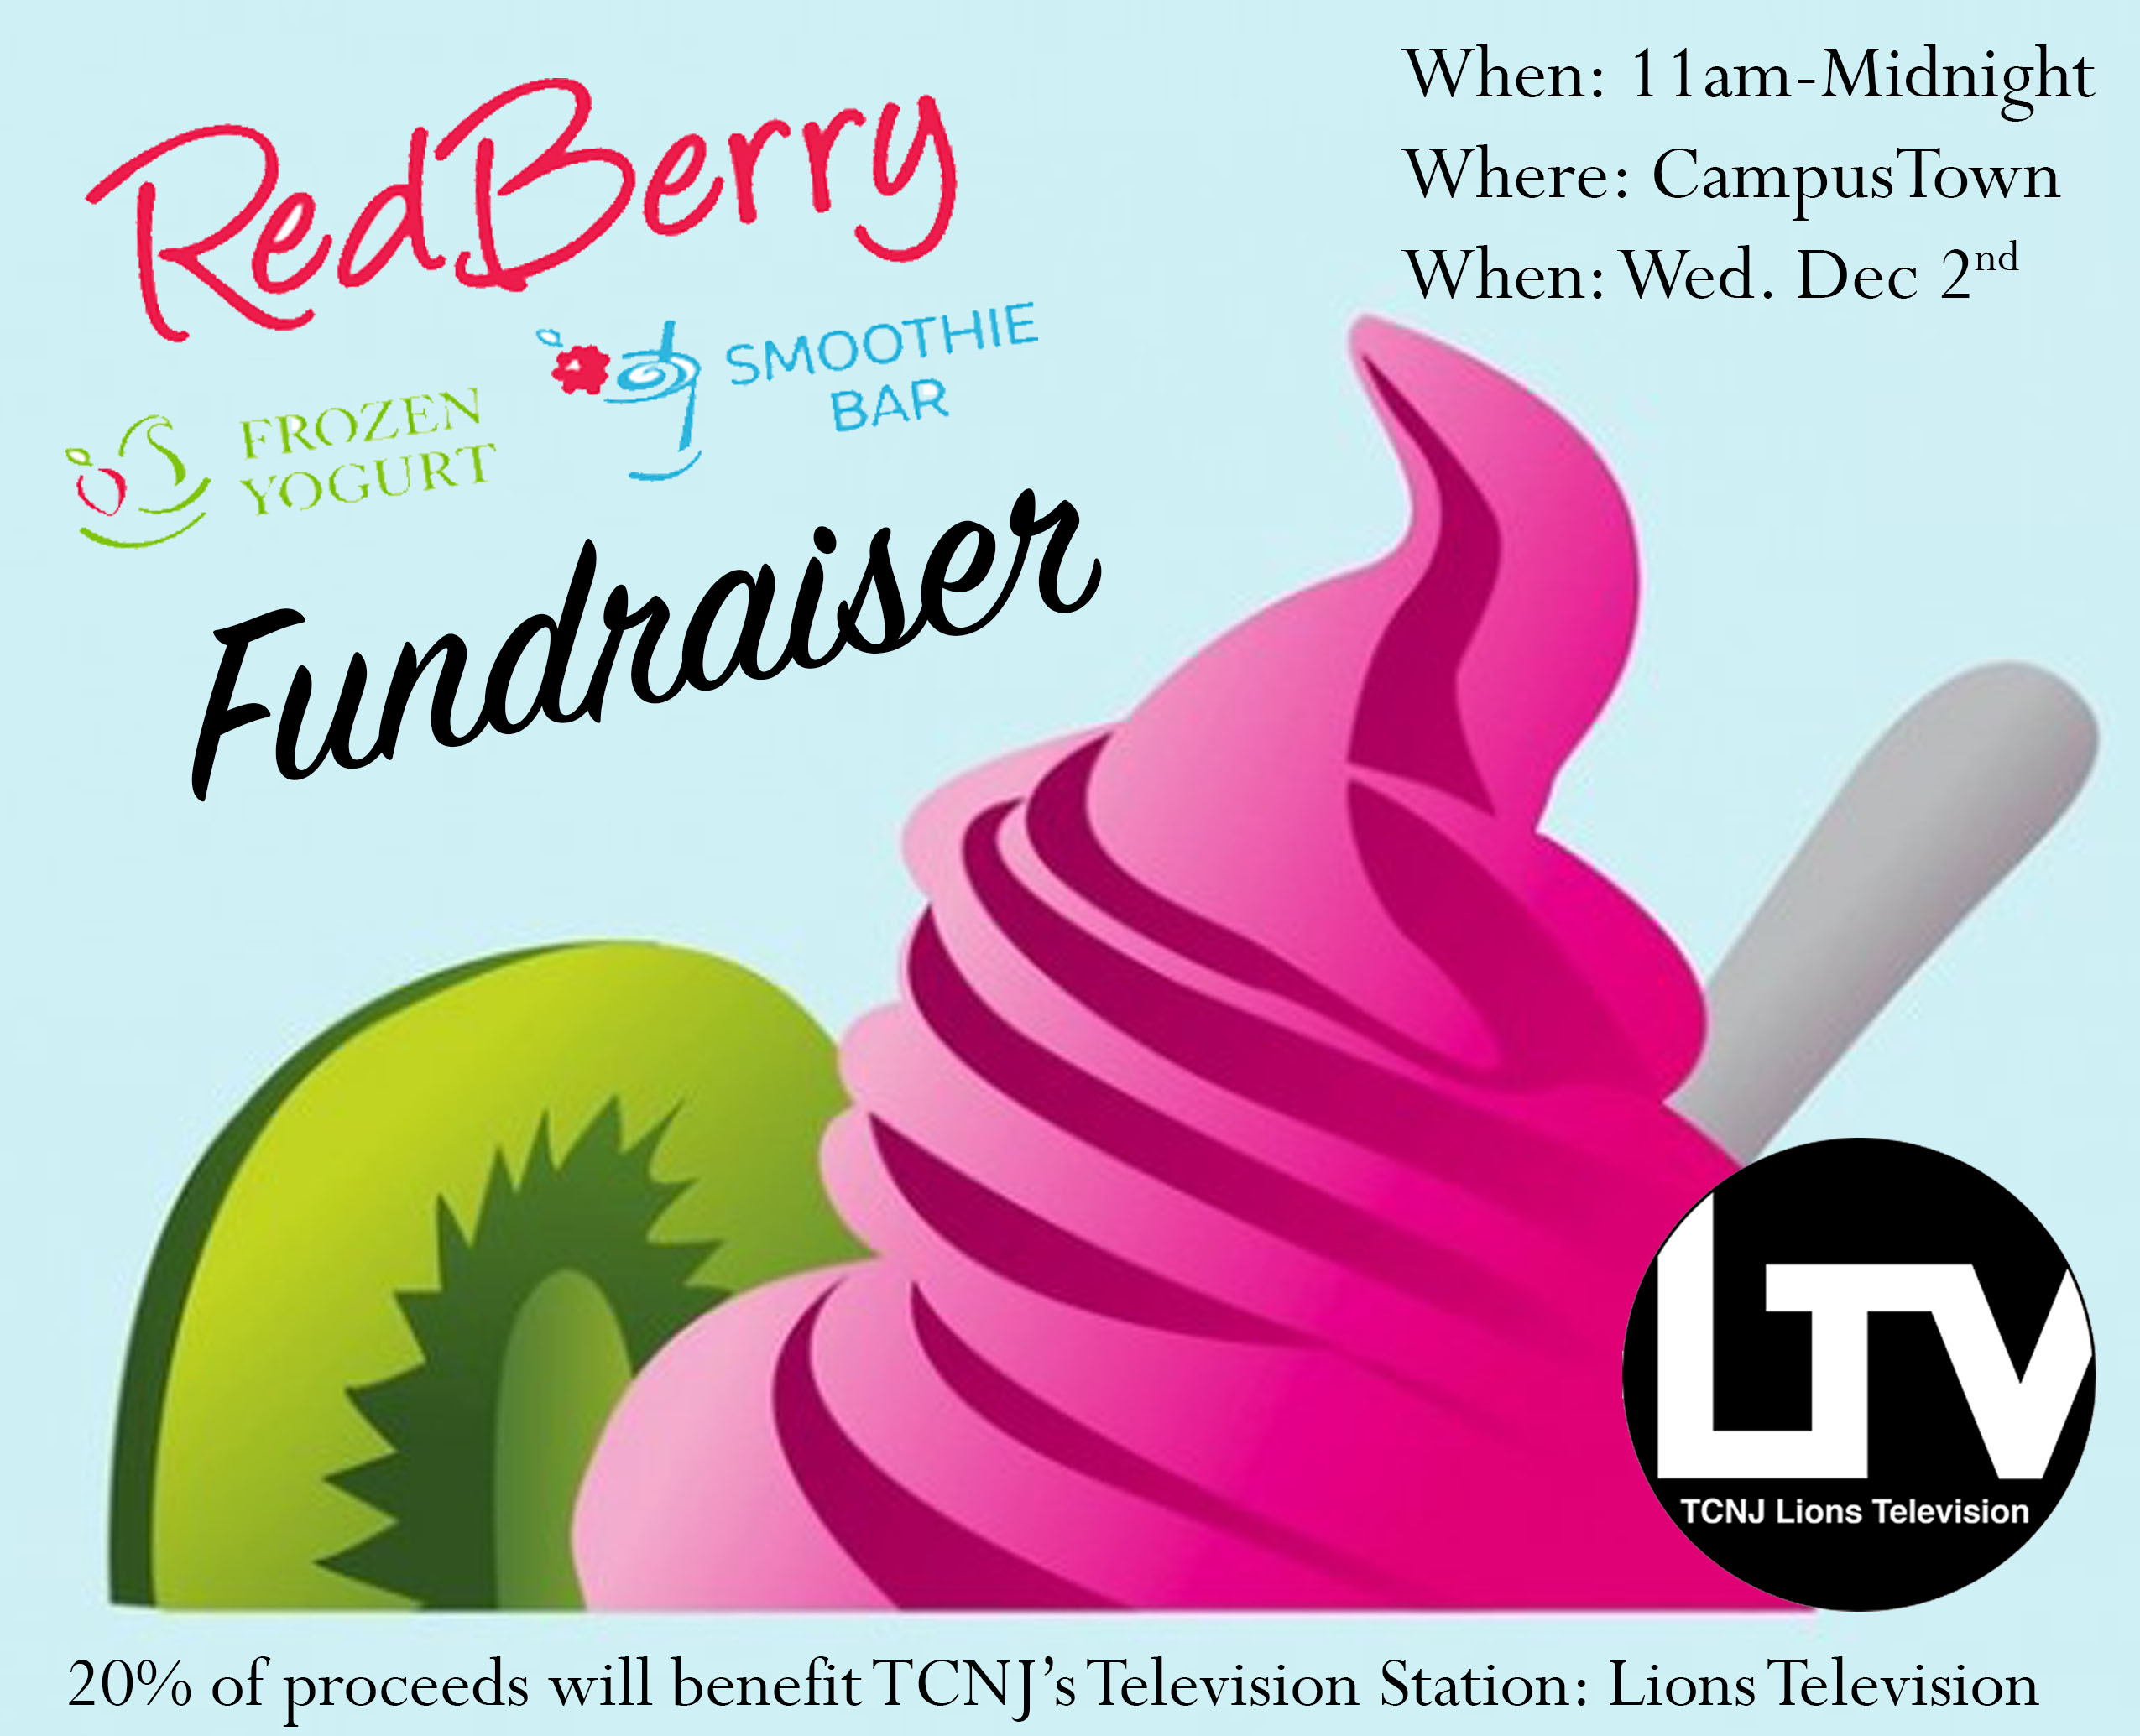 RedBerry
FROZEN
YOGURT
SMOOTHIE
BAR
Fundraiser
When: 11am-Midnight
Where: CampusTown
When: Wed. Dec 2nd
LTV
TCNJ Lions Television
20% of proceeds will benefit TCNJ’s Television Station: Lions Television